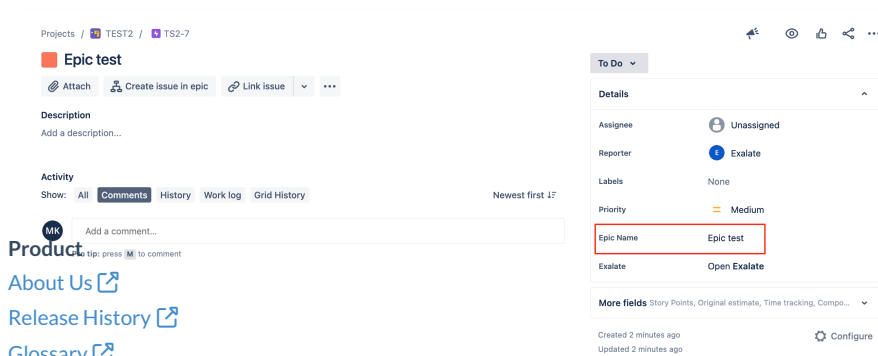 Projects / TEST2 / TS2-7
Epic test
Attach Create issue in epic Link issue
Description
Add a description...
Activity
Show: All Comments History Work log Grid History Newest first
MK Add a comment...
tip: press M to comment
To Do
Details
Assignee Unassigned
Reporter E Exalate
Labels None
Priority Medium
Epic Name Epic test
Exalate Open Exalate
More fields Story Points, Original estimate, Time tracking, Compo...
Created 2 minutes ago Configure
Updated 2 minutes ago
Product
About Us
Release History
Glossary